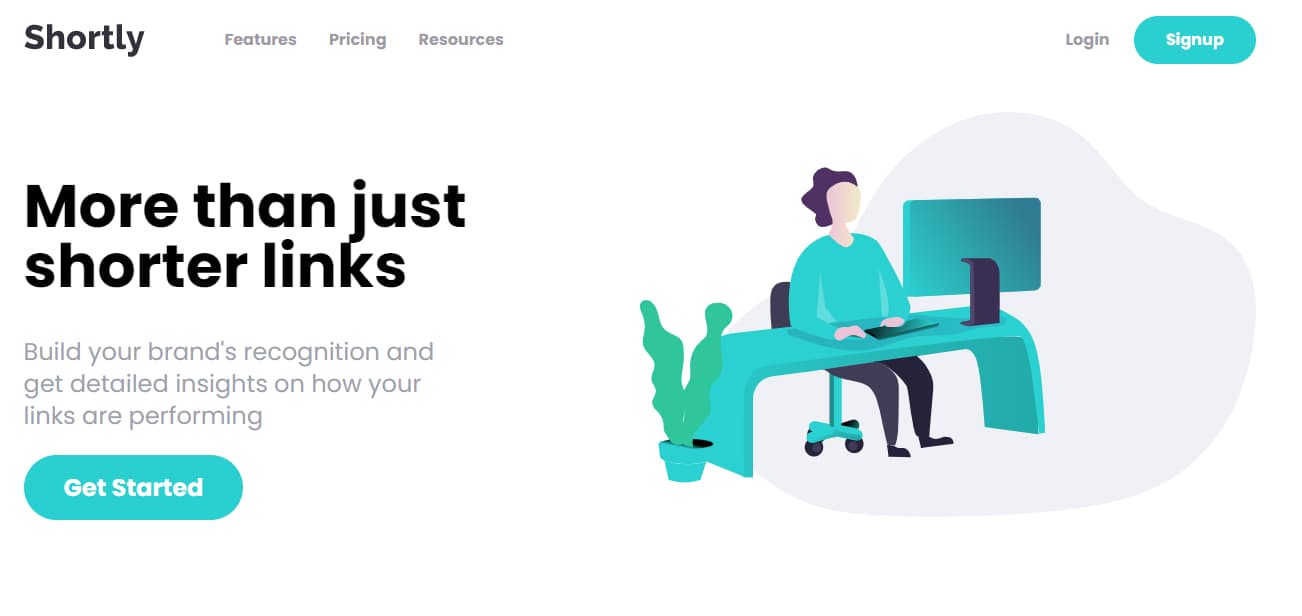 Shortly
Features
Pricing
Resources
Login
Signup
More than just
shorter links
Build your brand's recognition and
get detailed insights on how your
links are performing
Get Started